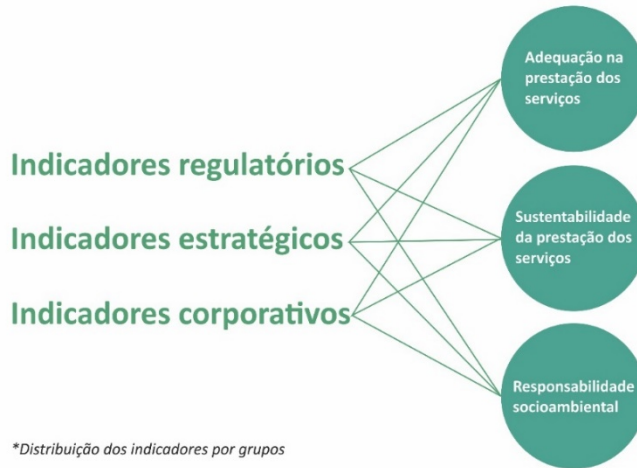 Adequação na
prestação dos
serviços
Indicadores regulatórios
Indicadores estratégicos
Indicadores corporativos
Sustentabilidade
da prestação dos
serviços
Responsabilidade
socioambiental
*Distribuição dos indicadores por grupos